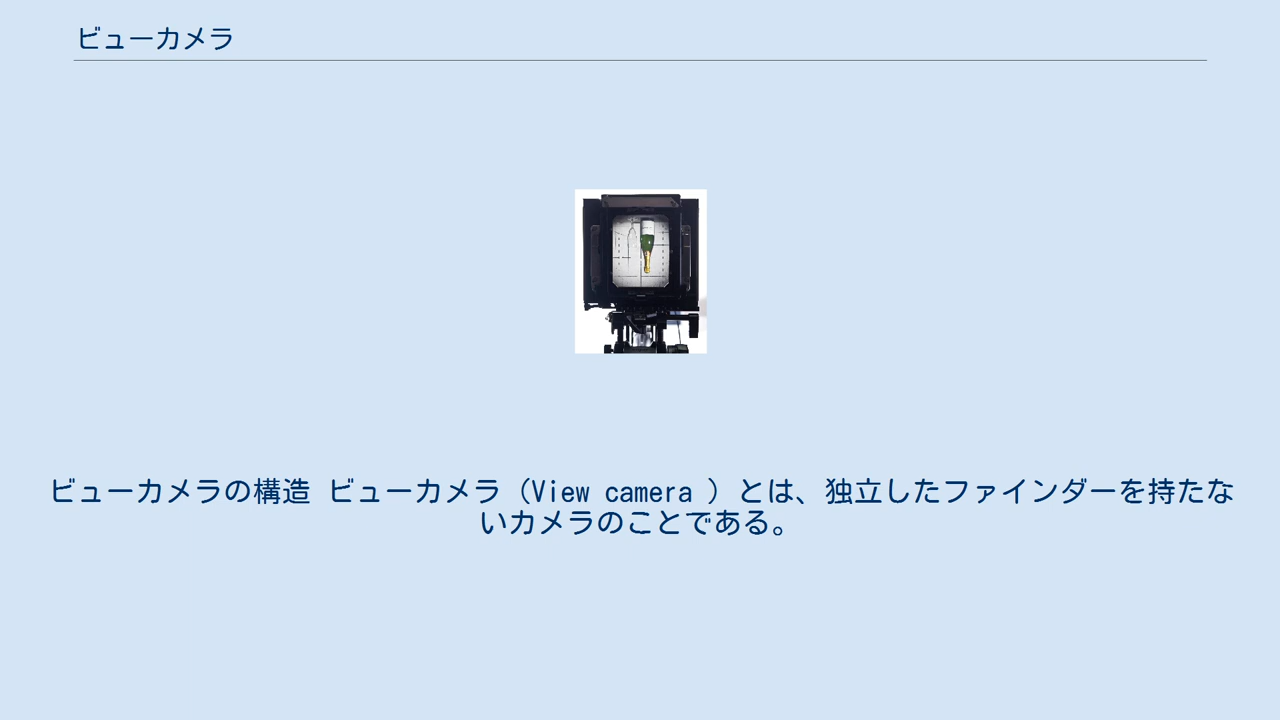 ビューカメラ
ビューカメラの構造 ビューカメラ（View camera ）とは、独立したファインダーを持たな
いカメラのことである。